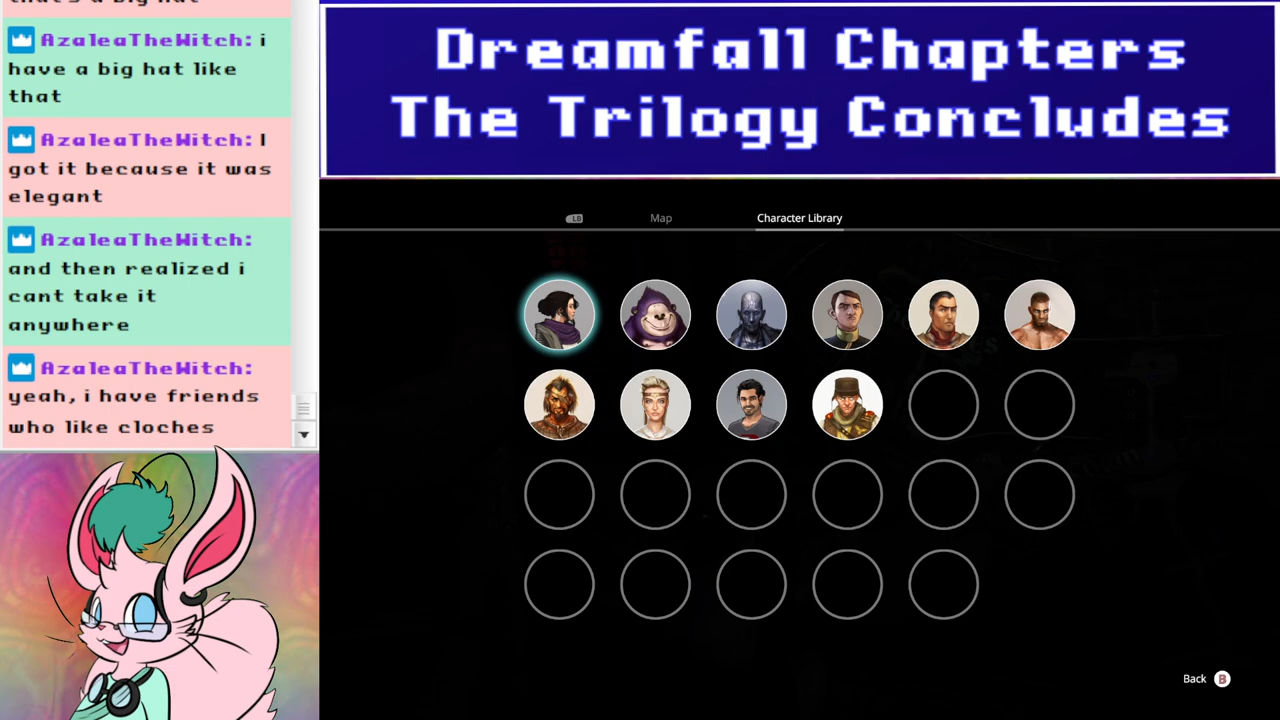 AzaleaTheWitch: i
have a big hat like
that
AzaleaTheWitch: I
got it because it was
elegant
AzaleaTheWitch:
and then realized i
cant take it
anywhere
AzaleaTheWitch:
yeah, i have friends
who like cloches
Dreamfall Chapters
The Trilogy Concludes
LB
Map
Character Library
Back B